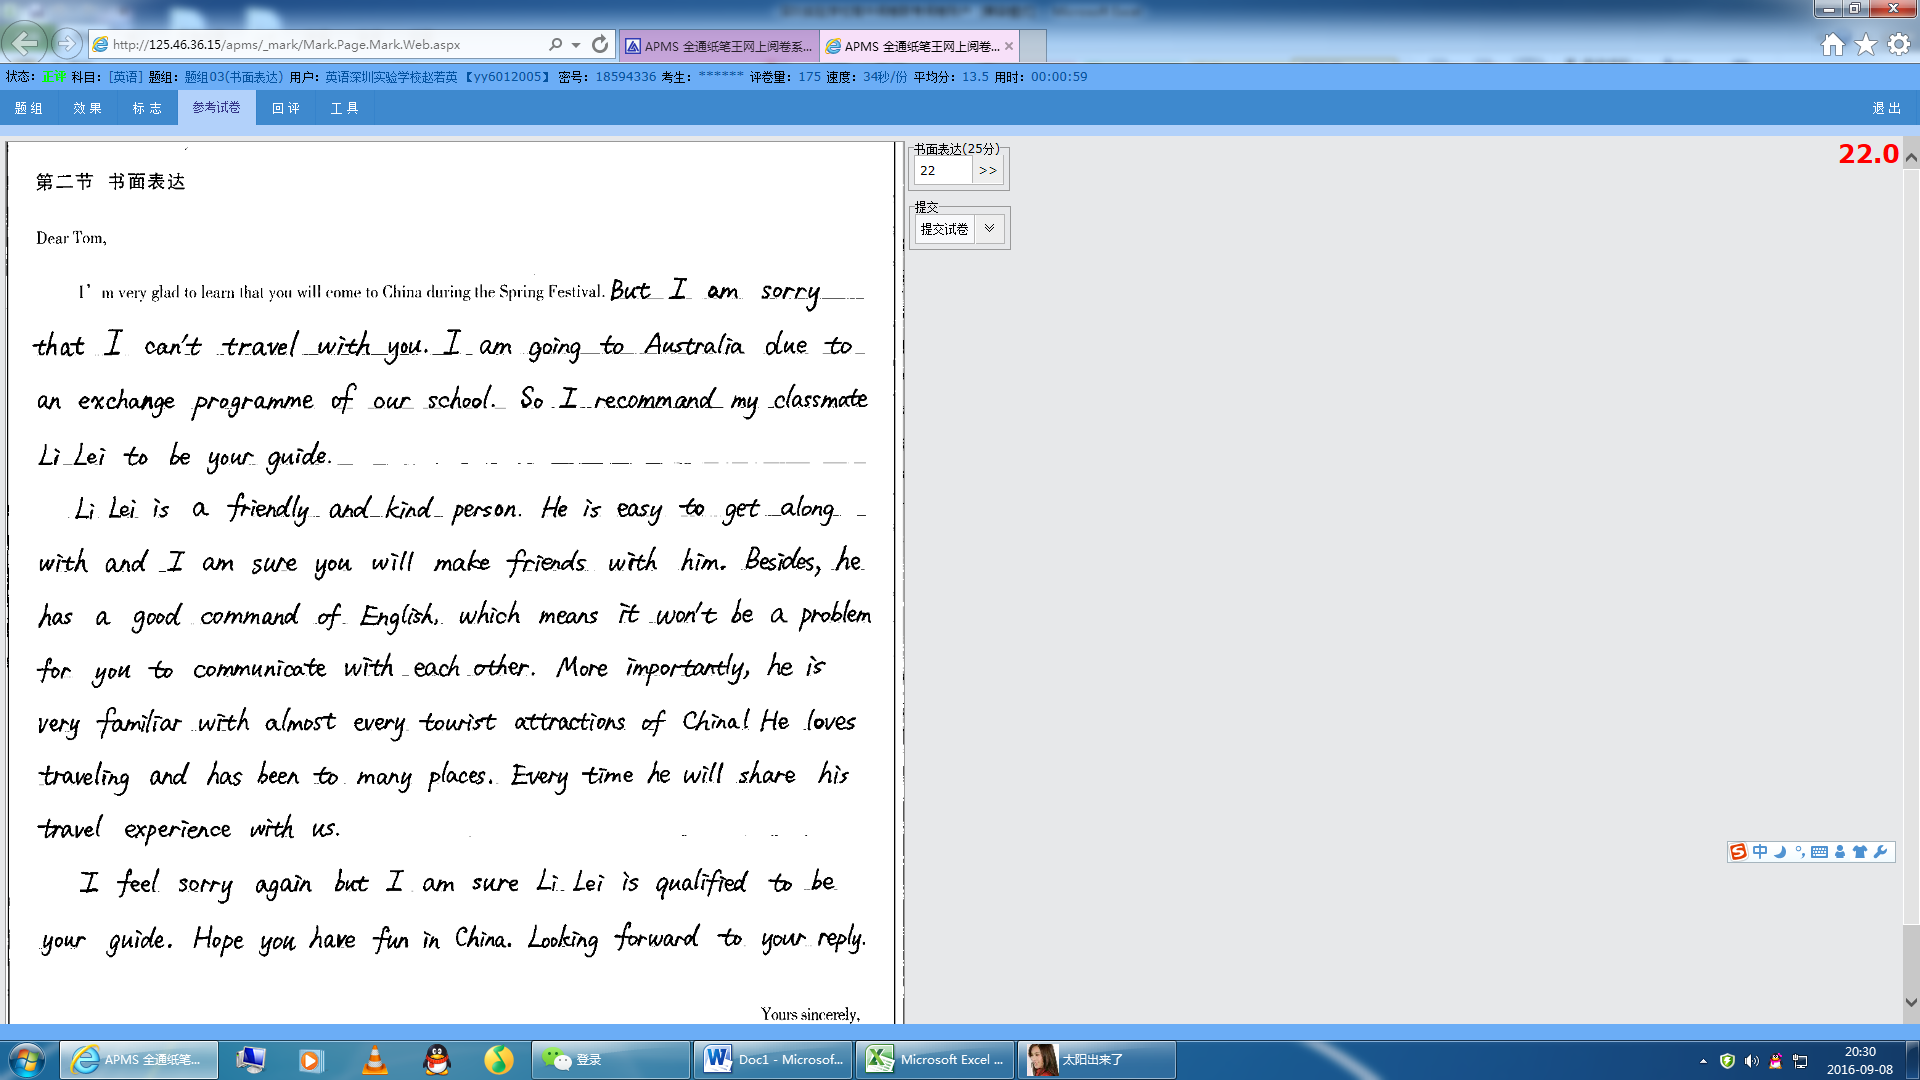 http://125.46.36.15/apms/_mark/Mark.Page.Mark.Web.aspx
APMS 全通纸笔王网上阅卷系...
APMS 全通纸笔王网上阅卷...
状态: 科目: [英语] 题组: 题组03(书面表达) 用户: 英语深圳实验学校赵若英【yy6012005】 密号: 18594336 考生: ****** 评卷量: 175 速度: 34秒/份 平均分: 13.5 用时: 00:00:59
题组 效果 标志 参考试卷 回评 工具 退出
书面表达(25分)
22 >>
22.0
提交
提交试卷
第二节 书面表达
Dear Tom,
I'm very glad to learn that you will come to China during the Spring Festival. But I am sorry
that I can't travel with you. I am going to Australia due to
an exchange programme of our school. So I recommand my classmate
Li Lei to be your guide.
Li Lei is a friendly and kind person. He is easy to get along
with and I am sure you will make friends with him. Besides, he
has a good command of English, which means it won't be a problem
for you to communicate with each other. More importantly, he is
very familiar with almost every tourist attractions of China! He loves
traveling and has been to many places. Every time he will share his
travel experience with us.
I feel sorry again but I am sure Li Lei is qualified to be
your guide. Hope you have fun in China. Looking forward to your reply.
Yours sincerely,
中
APMS 全通纸笔...
登录
Doc1 - Microsof...
Microsoft Excel ...
太阳出来了
20:30
2016-09-08